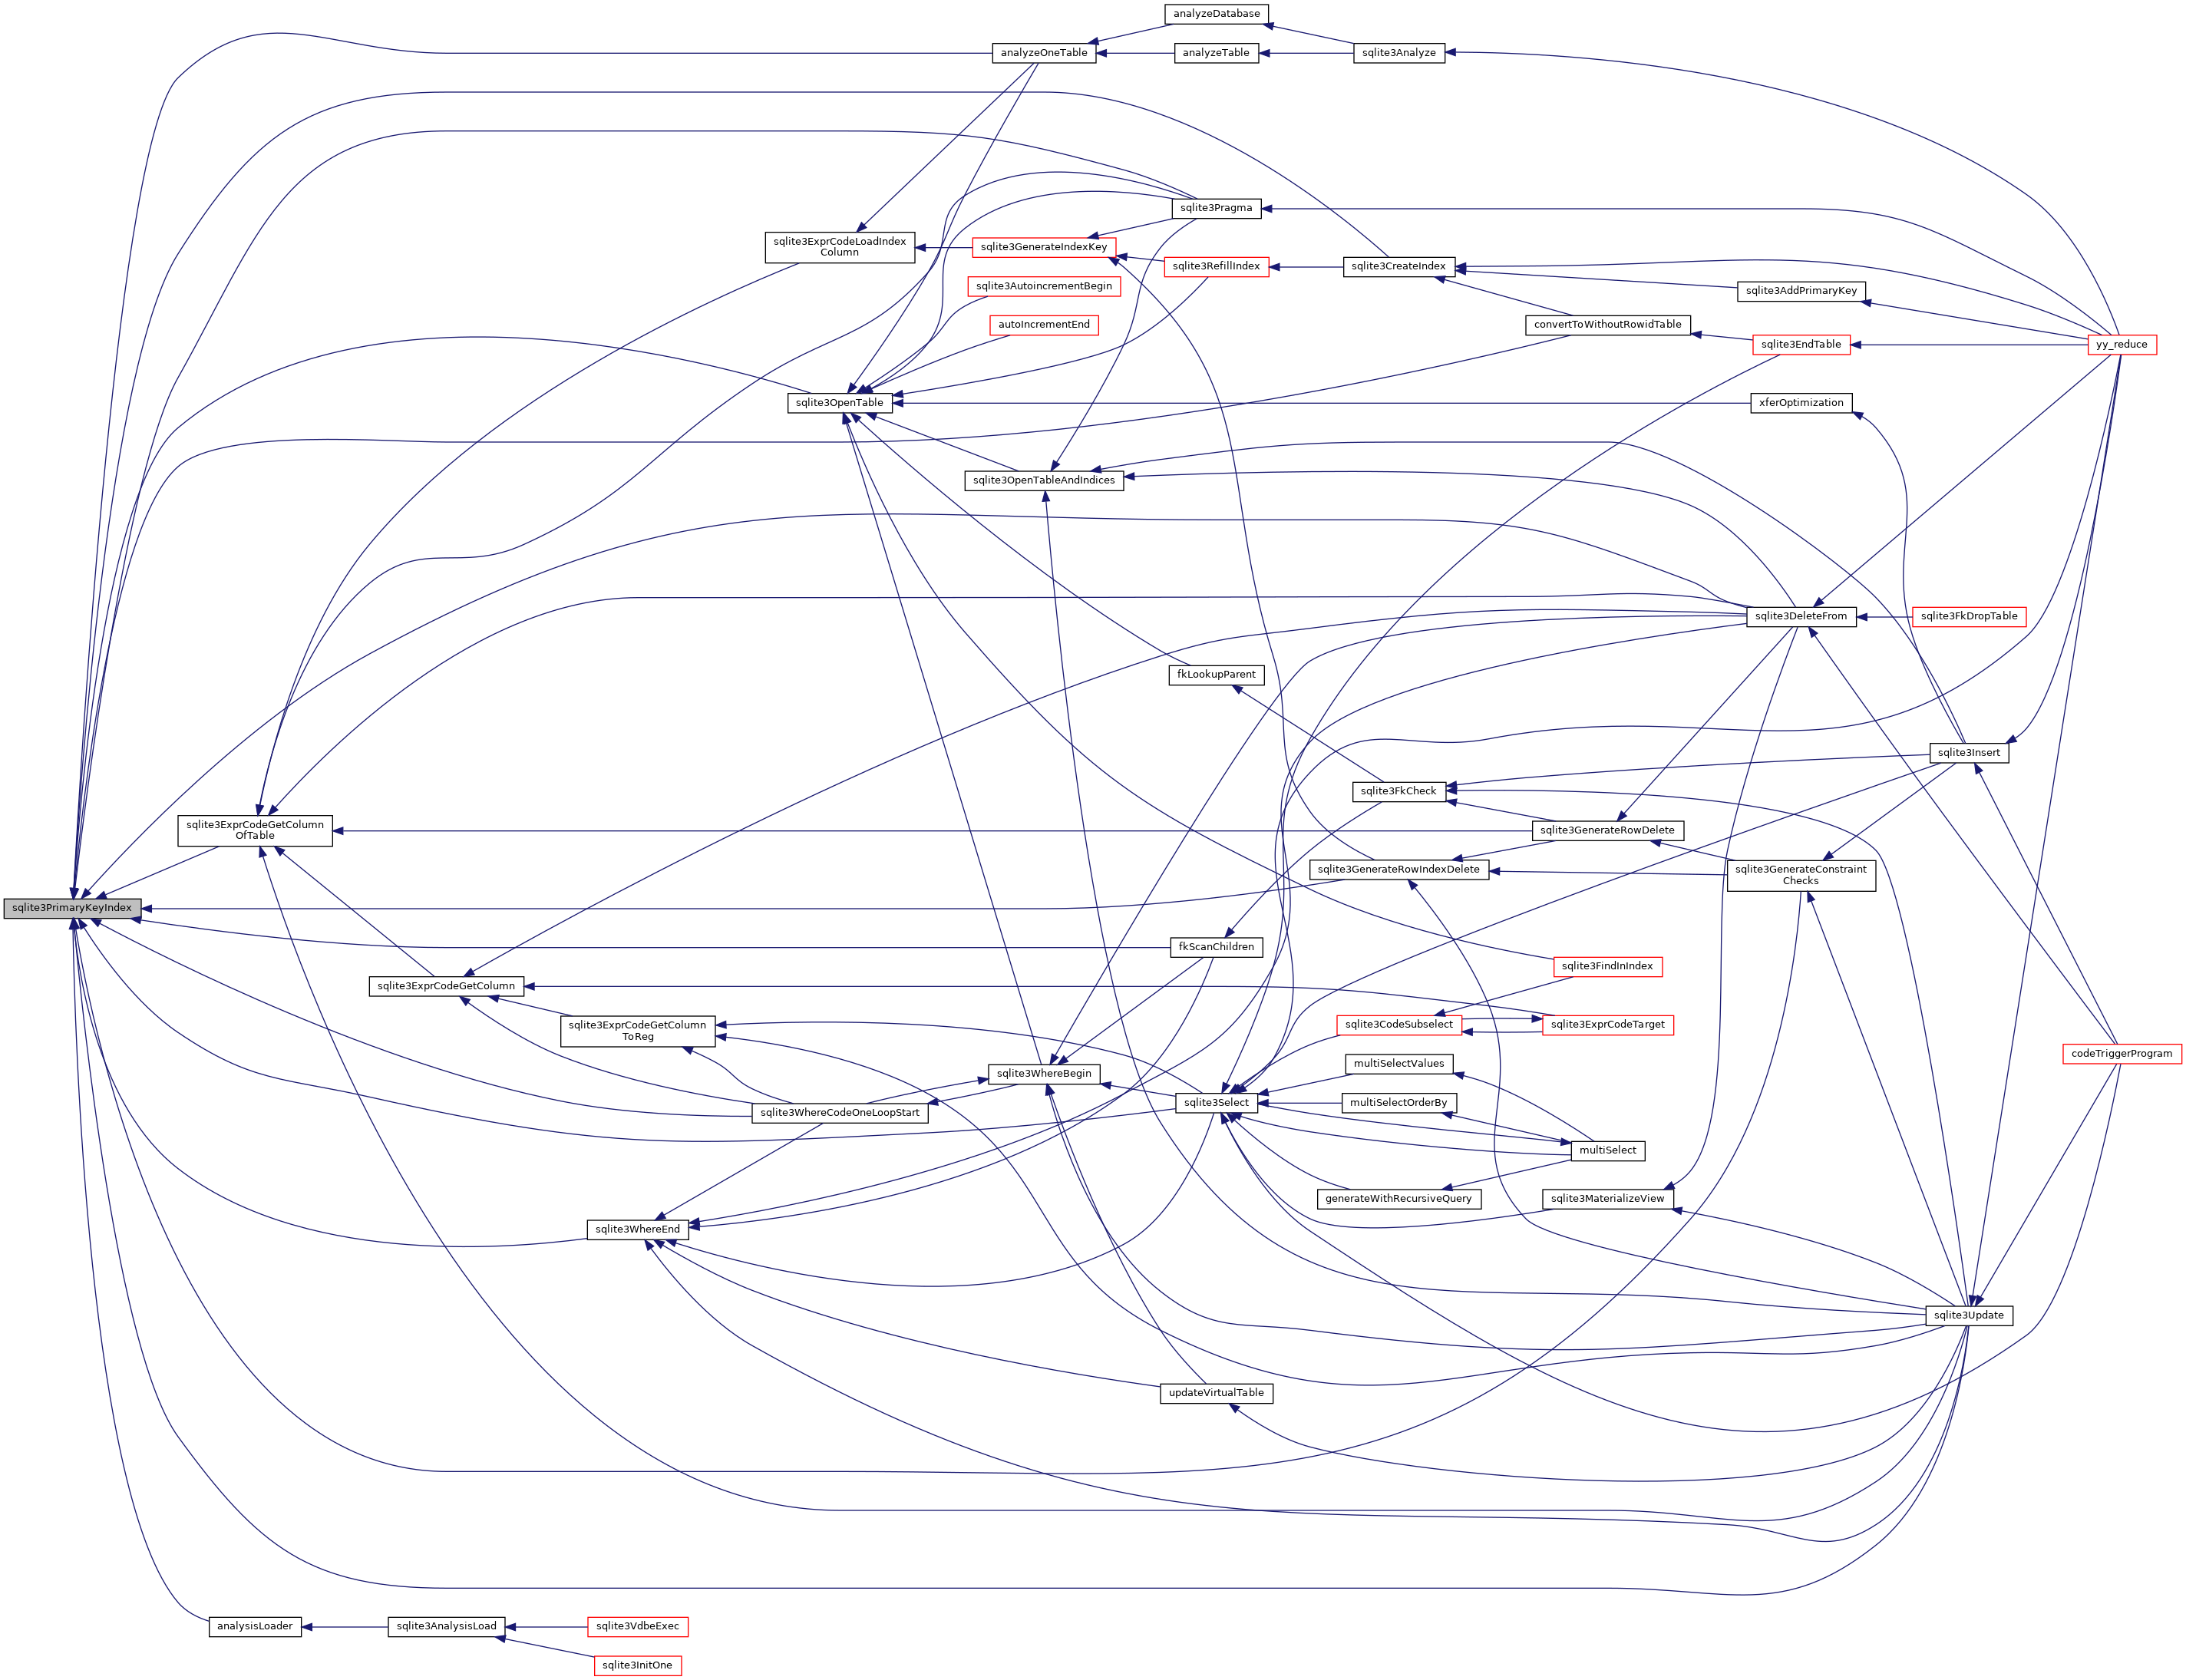 analyzeDatabase
analyzeOneTable
analyzeTable
sqlite3Analyze
sqlite3Pragma
sqlite3ExprCodeLoadIndex
Column
sqlite3GenerateIndexKey
sqlite3RefillIndex
sqlite3CreateIndex
sqlite3AutoincrementBegin
sqlite3AddPrimaryKey
autoIncrementEnd
convertToWithoutRowidTable
sqlite3EndTable
yy_reduce
sqlite3OpenTable
xferOptimization
sqlite3OpenTableAndIndices
sqlite3DeleteFrom
sqlite3FkDropTable
fkLookupParent
sqlite3Insert
sqlite3FkCheck
sqlite3ExprCodeGetColumn
OfTable
sqlite3GenerateRowDelete
sqlite3GenerateRowIndexDelete
sqlite3GenerateConstraint
Checks
sqlite3PrimaryKeyIndex
fkScanChildren
sqlite3FindInIndex
sqlite3ExprCodeGetColumn
sqlite3ExprCodeGetColumn
ToReg
sqlite3CodeSubselect
sqlite3ExprCodeTarget
codeTriggerProgram
multiSelectValues
sqlite3WhereBegin
sqlite3WhereCodeOneLoopStart
sqlite3Select
multiSelectOrderBy
multiSelect
generateWithRecursiveQuery
sqlite3MaterializeView
sqlite3WhereEnd
sqlite3Update
updateVirtualTable
analysisLoader
sqlite3AnalysisLoad
sqlite3VdbeExec
sqlite3InitOne